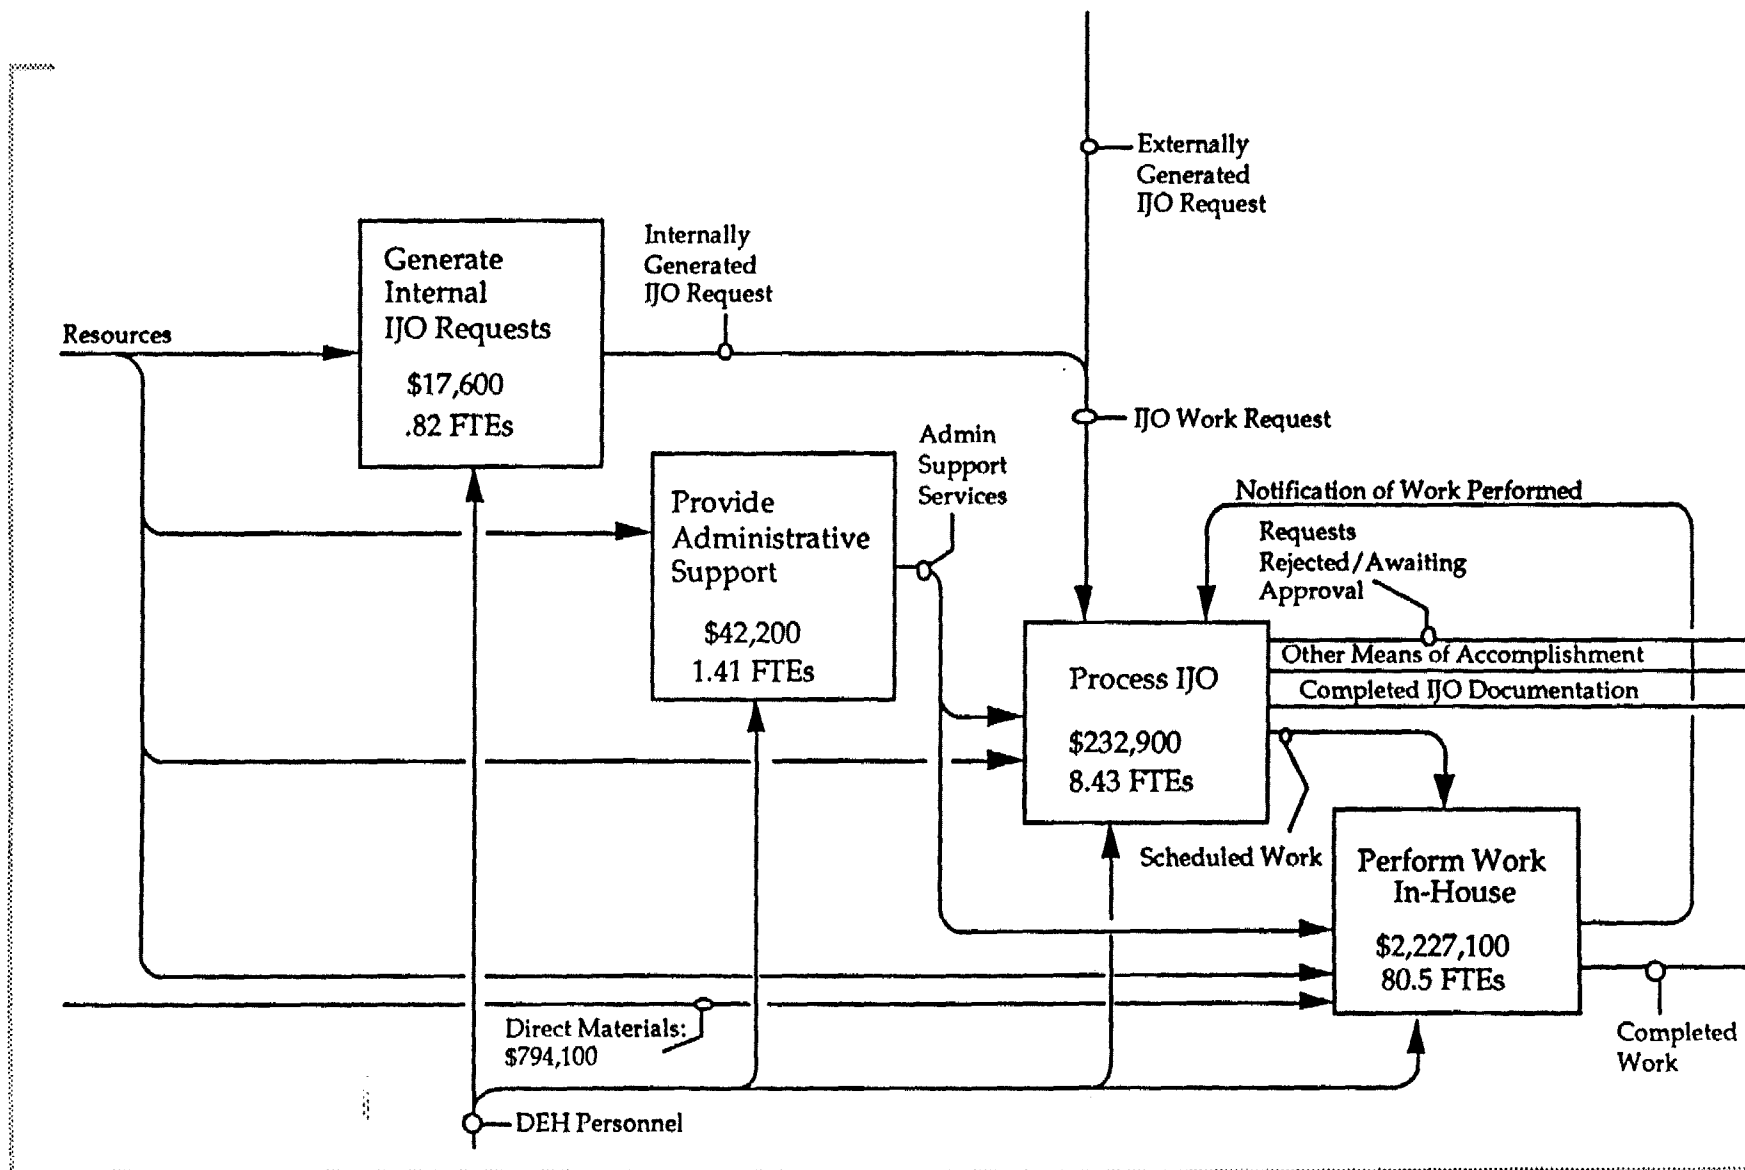 Externally
Generated
IJO Request
Internally
Generated
IJO Request
Generate
Internal
IJO Requests
$17,600
.82 FTEs
Resources
IJO Work Request
Admin
Support
Services
Provide
Administrative
Support
$42,200
1.41 FTEs
Notification of Work Performed
Requests
Rejected/Awaiting
Approval
Other Means of Accomplishment
Completed IJO Documentation
Process IJO
$232,900
8.43 FTEs
Scheduled Work
Perform Work
In-House
$2,227,100
80.5 FTEs
Direct Materials:
$794,100
Completed
Work
DEH Personnel